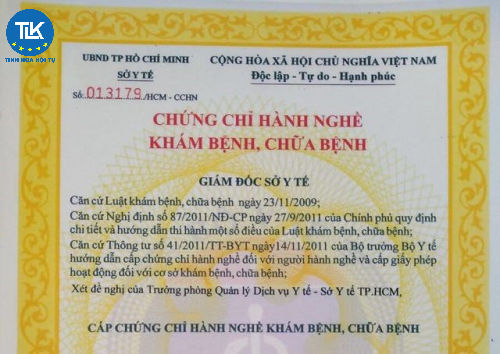 TLK
TINH HOA HỘI TỤ
UBND TP HỒ CHÍ MINH
SỞ Y TẾ
Số: 013179/HCM - CCHN
CỘNG HÒA XÃ HỘI CHỦ NGHĨA VIỆT NAM
Độc lập - Tự do - Hạnh phúc
CHỨNG CHỈ HÀNH NGHỀ
KHÁM BỆNH, CHỮA BỆNH
GIÁM ĐỐC SỞ Y TẾ
Căn cứ Luật khám bệnh, chữa bệnh ngày 23/11/2009;
Căn cứ Nghị định số 87/2011/NĐ-CP ngày 27/9/2011 của Chính phủ quy định
chi tiết và hướng dẫn thi hành một số điều của Luật khám bệnh, chữa bệnh;
Căn cứ Thông tư số 41/2011/TT-BYT ngày14/11/2011 của Bộ trưởng Bộ Y tế
hướng dẫn cấp chứng chỉ hành nghề đối với người hành nghề và cấp giấy phép
hoạt động đối với cơ sở khám bệnh, chữa bệnh;
Xét đề nghị của Trưởng phòng Quản lý Dịch vụ Y tế - Sở Y tế TP.HCM,
CẤP CHỨNG CHỈ HÀNH NGHỀ KHÁM BỆNH, CHỮA BỆNH